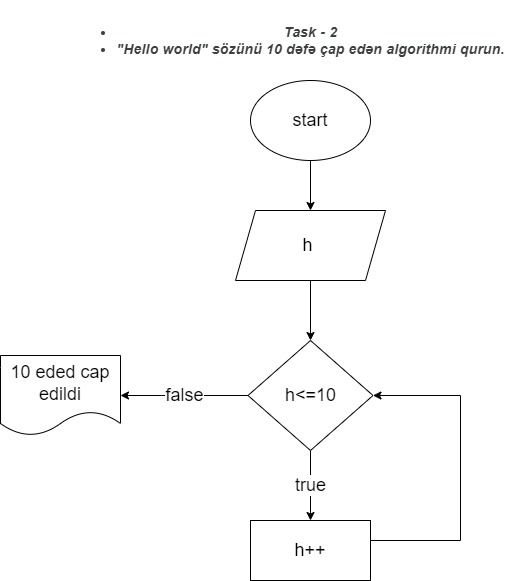 Task - 2
"Hello world" sözünü 10 dəfə çap edən algorithmi qurun.
start
h
10 eded cap
edildi
false
h<=10
true
h++